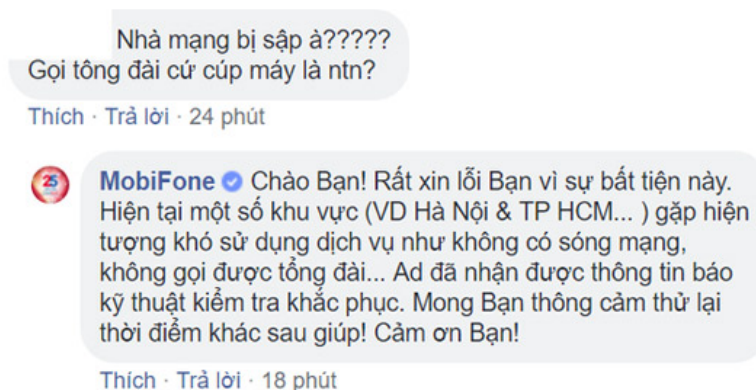 Nhà mạng bị sập à?????
Gọi tông đài cứ cúp máy là ntn?
Thích · Trả lời · 24 phút
25
MobiFone Chào Bạn! Rất xin lỗi Bạn vì sự bất tiện này.
Hiện tại một số khu vực (VD Hà Nội & TP HCM... ) gặp hiện
tượng khó sử dụng dịch vụ như không có sóng mạng,
không gọi được tổng đài... Ad đã nhận được thông tin báo
kỹ thuật kiểm tra khắc phục. Mong Bạn thông cảm thử lại
thời điểm khác sau giúp! Cảm ơn Bạn!
Thích · Trả lời · 18 phút